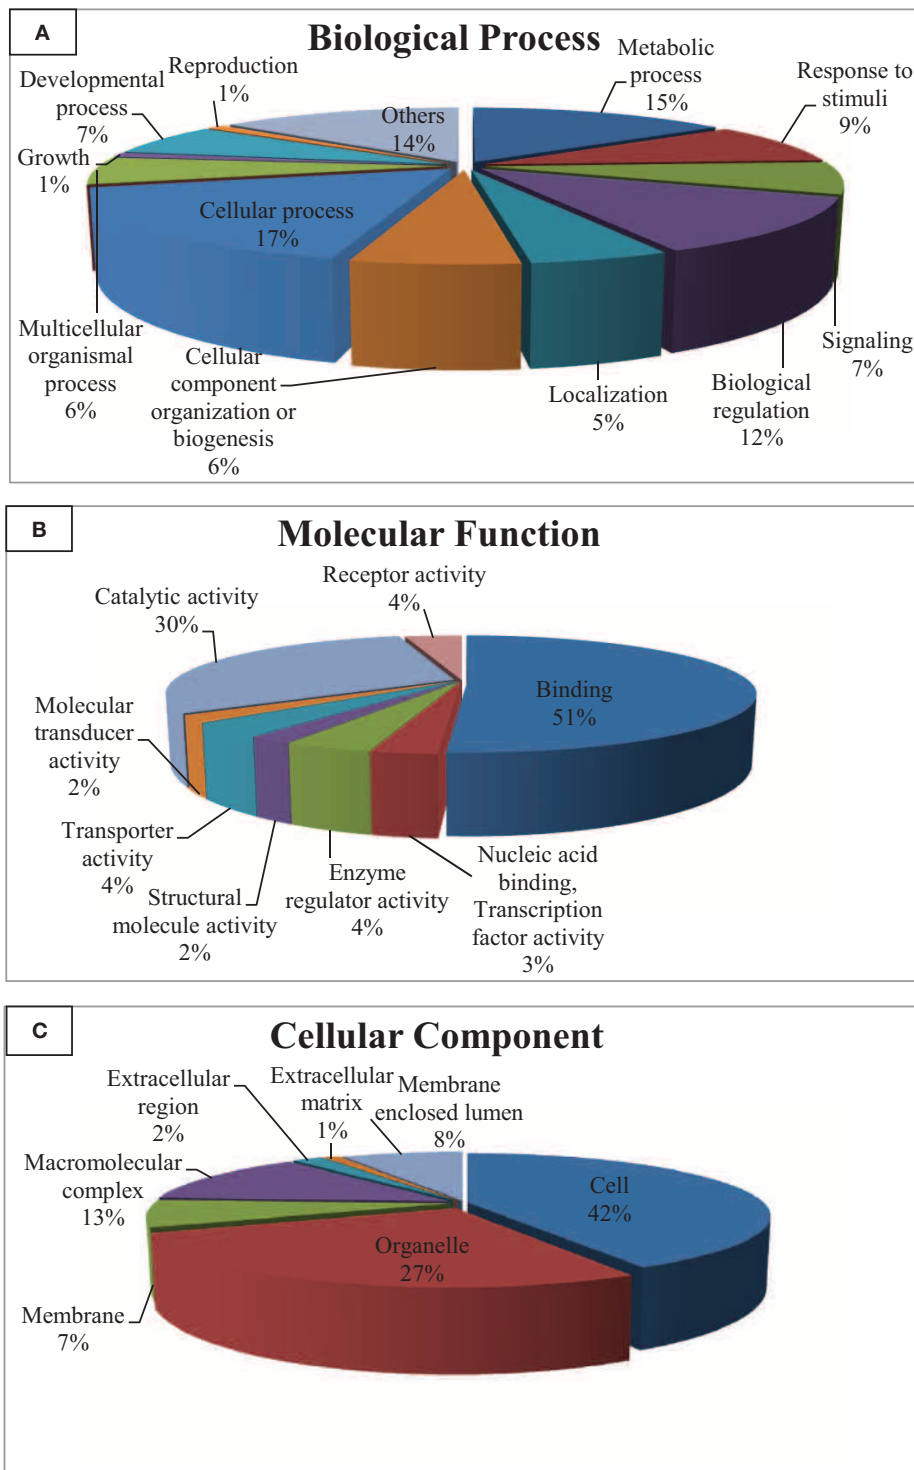 A
Biological Process
Metabolic
process
15%
Response to
stimuli
9%
Signaling
7%
Biological
regulation
12%
Localization
5%
Cellular
component
organization or
biogenesis
6%
Cellular process
17%
Multicellular
organismal
process
6%
Growth
1%
Developmental
process
7%
Reproduction
1%
Others
14%
B
Molecular Function
Receptor activity
4%
Binding
51%
Nucleic acid
binding,
Transcription
factor activity
3%
Enzyme
regulator activity
4%
Structural
molecule activity
2%
Transporter
activity
4%
Molecular
transducer
activity
2%
Catalytic activity
30%
C
Cellular Component
Cell
42%
Organelle
27%
Membrane
7%
Macromolecular
complex
13%
Extracellular
region
2%
Extracellular
matrix
1%
Membrane
enclosed lumen
8%